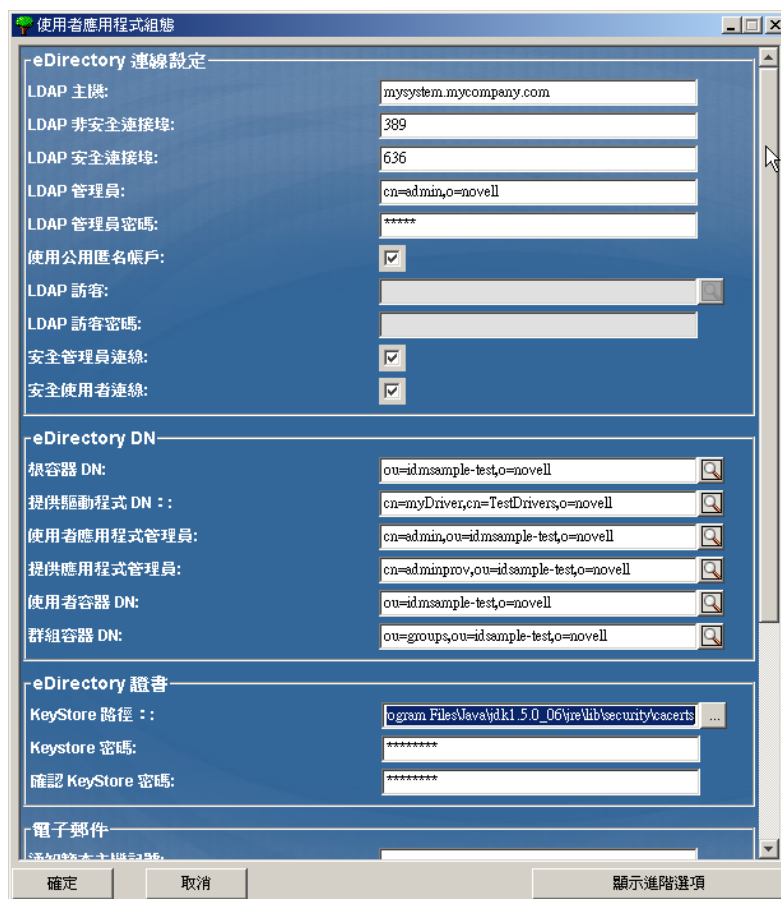 使用者應用程式組態
eDirectory 連線設定
LDAP 主機: mysystem.mycompany.com
LDAP 非安全連接埠: 389
LDAP 安全連接埠: 636
LDAP 管理員: cn=admin,o=novell
LDAP 管理員密碼: *****
使用公用匿名帳戶:
LDAP 訪客:
LDAP 訪客密碼:
安全管理員連線:
安全使用者連線:
eDirectory DN
根容器 DN: ou=idmsample-test,o=novell
提供驅動程式 DN：: cn=myDriver,cn=TestDrivers,o=novell
使用者應用程式管理員: cn=admin,ou=idmsample-test,o=novell
提供應用程式管理員: cn=adminprov,ou=idsample-test,o=novell
使用者容器 DN: ou=idmsample-test,o=novell
群組容器 DN: ou=groups,ou=idsample-test,o=novell
eDirectory 證書
KeyStore 路徑：: ogram Files\Java\jdk1.5.0_06\jre\lib\security\cacerts ...
Keystore 密碼: ********
確認 KeyStore 密碼: ********
電子郵件
通知範本主機記號:
確定 取消 顯示進階選項